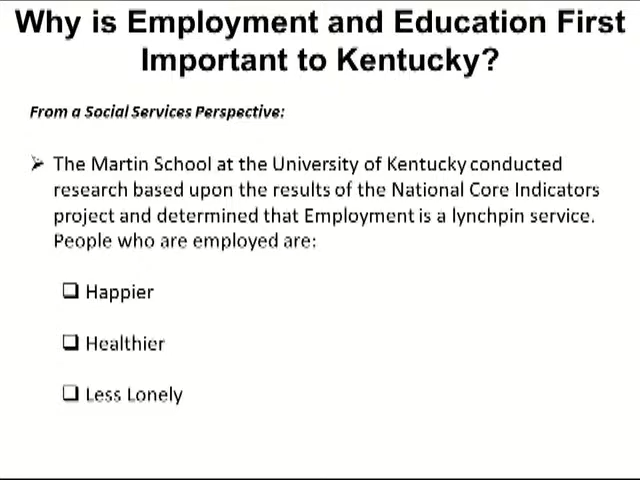 Why is Employment and Education First
Important to Kentucky?
From a Social Services Perspective:
➢ The Martin School at the University of Kentucky conducted
research based upon the results of the National Core Indicators
project and determined that Employment is a lynchpin service.
People who are employed are:
❑ Happier
❑ Healthier
❑ Less Lonely